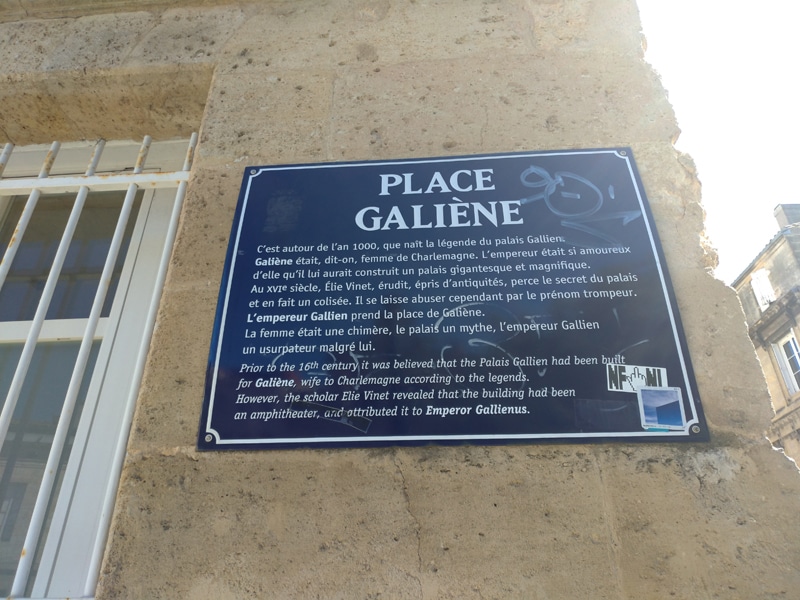 PLACE
GALIÈNE
C'est autour de l'an 1000, que naît la légende du palais Gallien.
Galiène était, dit-on, femme de Charlemagne. L'empereur était si amoureux
d'elle qu'il lui aurait construit un palais gigantesque et magnifique.
Au XVIe siècle, Élie Vinet, érudit, épris d'antiquités, perce le secret du palais
et en fait un colisée. Il se laisse abuser cependant par le prénom trompeur.
L'empereur Gallien prend la place de Galiène.
La femme était une chimère, le palais un mythe, l'empereur Gallien
un usurpateur malgré lui.
Prior to the 16th century it was believed that the Palais Gallien had been built
for Galiène, wife to Charlemagne according to the legends.
However, the scholar Elie Vinet revealed that the building had been
an amphitheater, and attributed it to Emperor Gallienus.